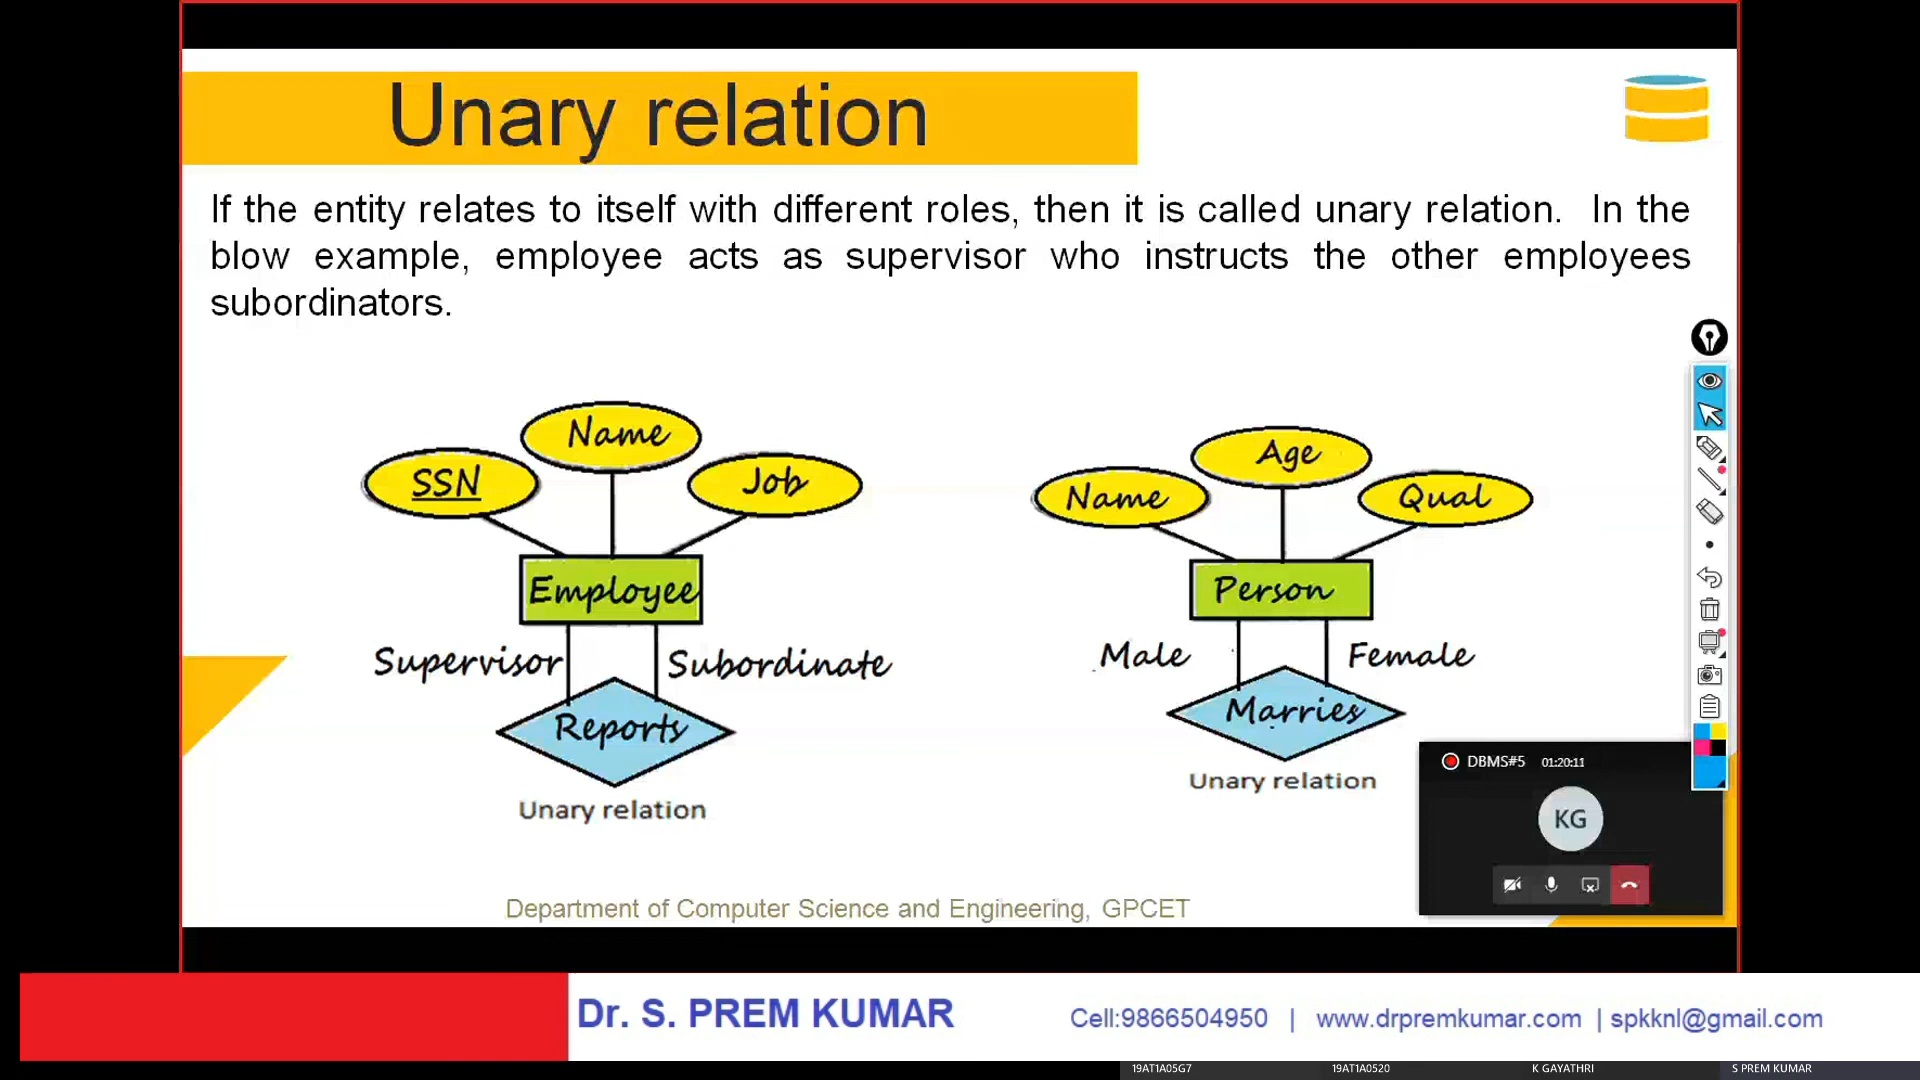 Unary relation
If the entity relates to itself with different roles, then it is called unary relation. In the
blow example, employee acts as supervisor who instructs the other employees
subordinators.
Name
SSN
Job
Employee
Supervisor
Subordinate
Reports
Unary relation
Age
Name
Qual
Person
Male
Female
Marries
Unary relation
DBMS#5 01:20:11
KG
Department of Computer Science and Engineering, GPCET
Dr. S. PREM KUMAR
Cell:9866504950 | www.drpremkumar.com | spkknl@gmail.com
19AT1A05G7 19AT1A0520 K GAYATHRI S PREM KUMAR